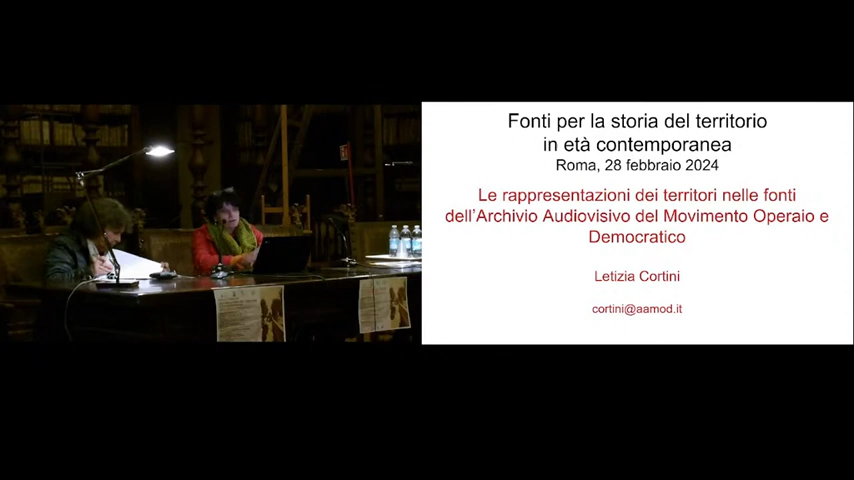 Fonti per la storia del territorio
in età contemporanea
Roma, 28 febbraio 2024
Le rappresentazioni dei territori nelle fonti
dell'Archivio Audiovisivo del Movimento Operaio e
Democratico
Letizia Cortini
cortini@aamod.it